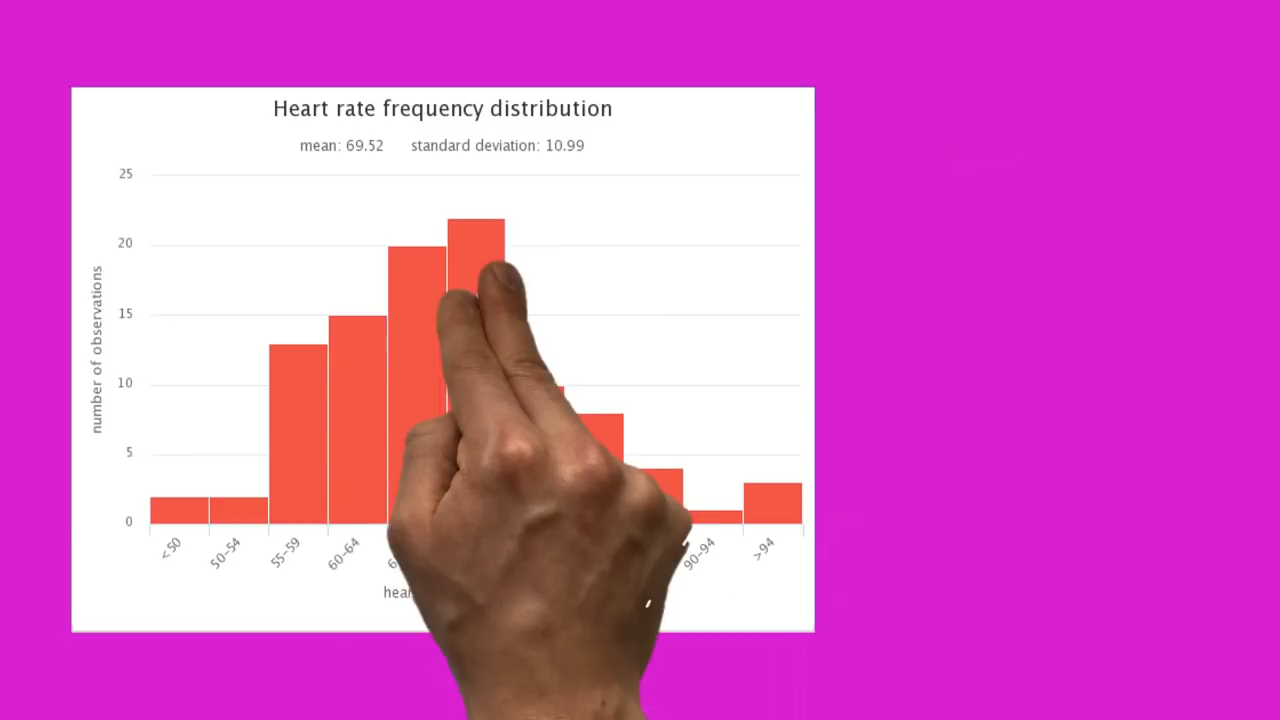 Heart rate frequency distribution
mean: 69.52 standard deviation: 10.99
25
20
15
10
5
0
number of observations
<50 50-54 55-59 60-64 90-94 >94